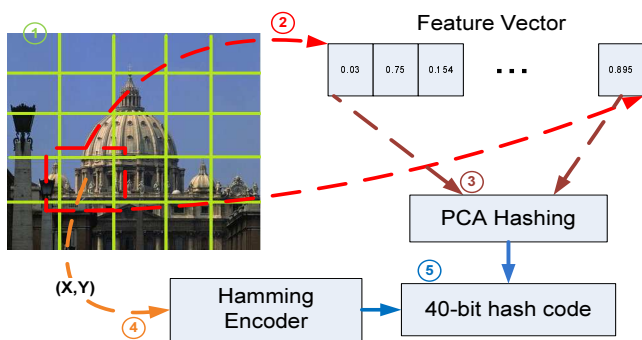 1
2
Feature Vector
0.03 0.75 0.154 ... 0.895
3
PCA Hashing
(X,Y)
4
Hamming
Encoder
5
40-bit hash code